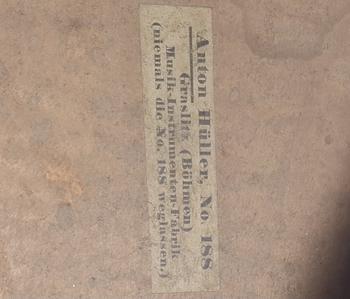 Anton Hüller, No. 188
Graslitz (Böhmen)
Musik-Instrumenten-Fabrik
(niemals die No. 188 weglassen.)